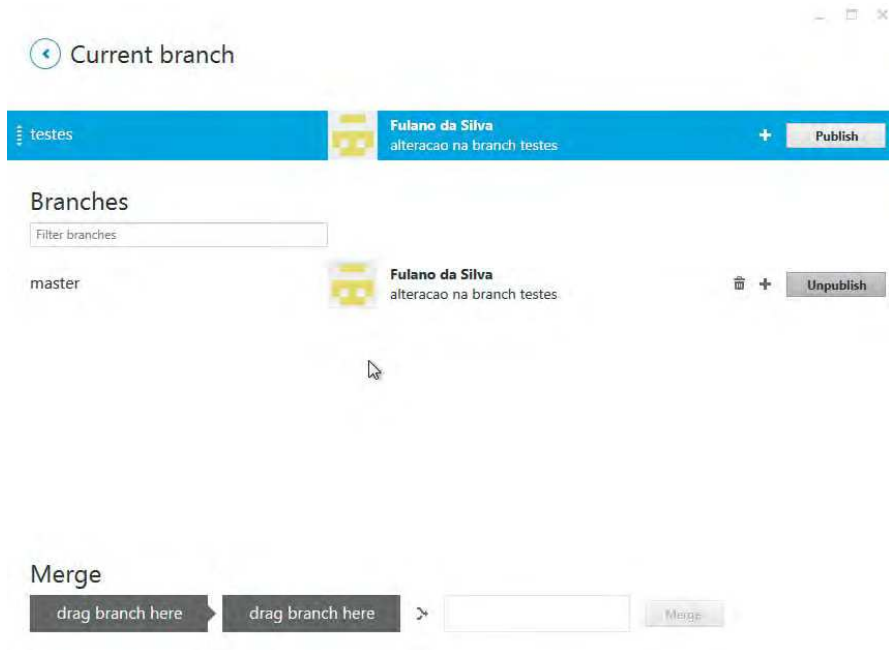 Current branch
testes
Fulano da Silva
alteracao na branch testes
Publish
Branches
Filter branches
master
Fulano da Silva
alteracao na branch testes
Unpublish
Merge
drag branch here
drag branch here
Merge